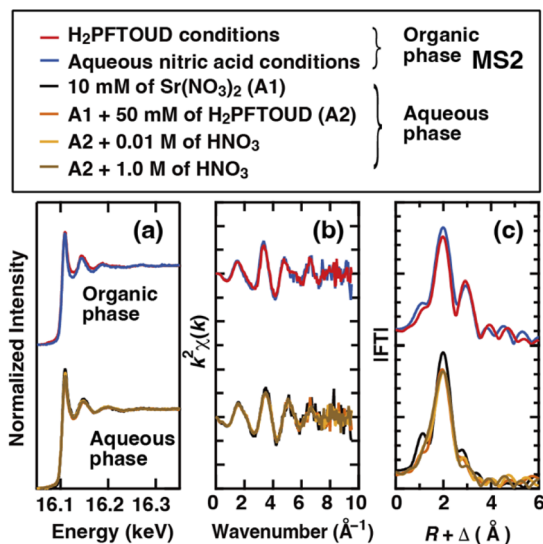 H₂PFTOUD conditions
Aqueous nitric acid conditions
Organic
phase MS2
10 mM of Sr(NO₃)₂ (A1)
A1 + 50 mM of H₂PFTOUD (A2)
A2 + 0.01 M of HNO₃
A2 + 1.0 M of HNO₃
Aqueous
phase
(a)
Organic
phase
Aqueous
phase
Normalized Intensity
16.1 16.2 16.3
Energy (keV)
(b)
k²χ(k)
0 2 4 6 8 10
Wavenumber (Å⁻¹)
(c)
|FT|
0 2 4 6
R + Δ (Å)